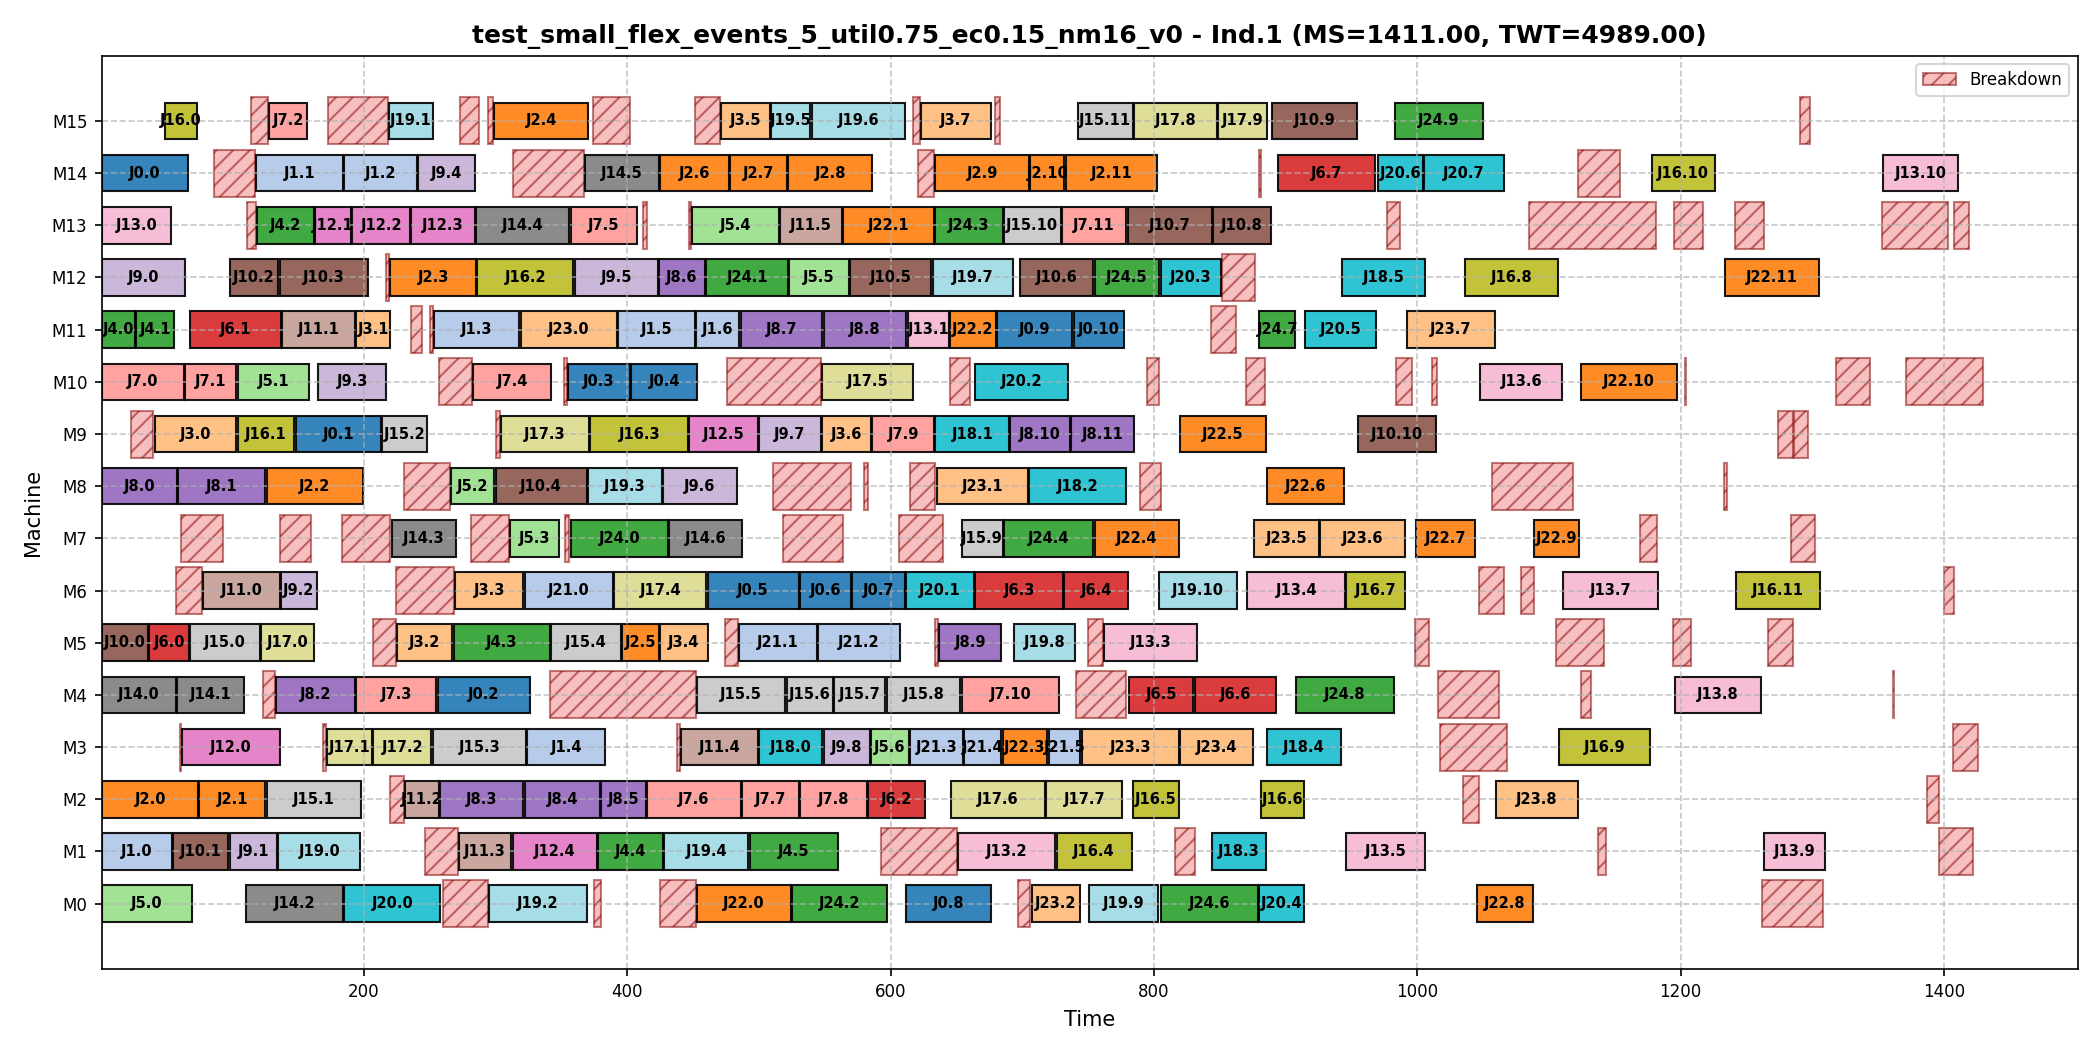 test_small_flex_events_5_util0.75_ec0.15_nm16_v0 - Ind.1 (MS=1411.00, TWT=4989.00)
Breakdown
M15 J16.0 J7.2 J19.1 J2.4 J3.5 J19.5 J19.6 J3.7 J15.11 J17.8 J17.9 J10.9 J24.9
M14 J0.0 J1.1 J1.2 J9.4 J14.5 J2.6 J2.7 J2.8 J2.9 J2.10 J2.11 J6.7 J20.6 J20.7 J16.10 J13.10
M13 J13.0 J4.2 J12.1 J12.2 J12.3 J14.4 J7.5 J5.4 J11.5 J22.1 J24.3 J15.10 J7.11 J10.7 J10.8
M12 J9.0 J10.2 J10.3 J2.3 J16.2 J9.5 J8.6 J24.1 J5.5 J10.5 J19.7 J10.6 J24.5 J20.3 J18.5 J16.8 J22.11
M11 J4.0 J4.1 J6.1 J11.1 J3.1 J1.3 J23.0 J1.5 J1.6 J8.7 J8.8 J13.1 J22.2 J0.9 J0.10 J24.7 J20.5 J23.7
M10 J7.0 J7.1 J5.1 J9.3 J7.4 J0.3 J0.4 J17.5 J20.2 J13.6 J22.10
M9 J3.0 J16.1 J0.1 J15.2 J17.3 J16.3 J12.5 J9.7 J3.6 J7.9 J18.1 J8.10 J8.11 J22.5 J10.10
M8 J8.0 J8.1 J2.2 J5.2 J10.4 J19.3 J9.6 J23.1 J18.2 J22.6
M7 J14.3 J5.3 J24.0 J14.6 J15.9 J24.4 J22.4 J23.5 J23.6 J22.7 J22.9
M6 J11.0 J9.2 J3.3 J21.0 J17.4 J0.5 J0.6 J0.7 J20.1 J6.3 J6.4 J19.10 J13.4 J16.7 J13.7 J16.11
M5 J10.0 J6.0 J15.0 J17.0 J3.2 J4.3 J15.4 J2.5 J3.4 J21.1 J21.2 J8.9 J19.8 J13.3
M4 J14.0 J14.1 J8.2 J7.3 J0.2 J15.5 J15.6 J15.7 J15.8 J7.10 J6.5 J6.6 J24.8 J13.8
M3 J12.0 J17.1 J17.2 J15.3 J1.4 J11.4 J18.0 J9.8 J5.6 J21.3 J21.4 J22.3 J21.5 J23.3 J23.4 J18.4 J16.9
M2 J2.0 J2.1 J15.1 J11.2 J8.3 J8.4 J8.5 J7.6 J7.7 J7.8 J6.2 J17.6 J17.7 J16.5 J16.6 J23.8
M1 J1.0 J10.1 J9.1 J19.0 J11.3 J12.4 J4.4 J19.4 J4.5 J13.2 J16.4 J18.3 J13.5 J13.9
M0 J5.0 J14.2 J20.0 J19.2 J22.0 J24.2 J0.8 J23.2 J19.9 J24.6 J20.4 J22.8
200 400 600 800 1000 1200 1400
Time
Machine